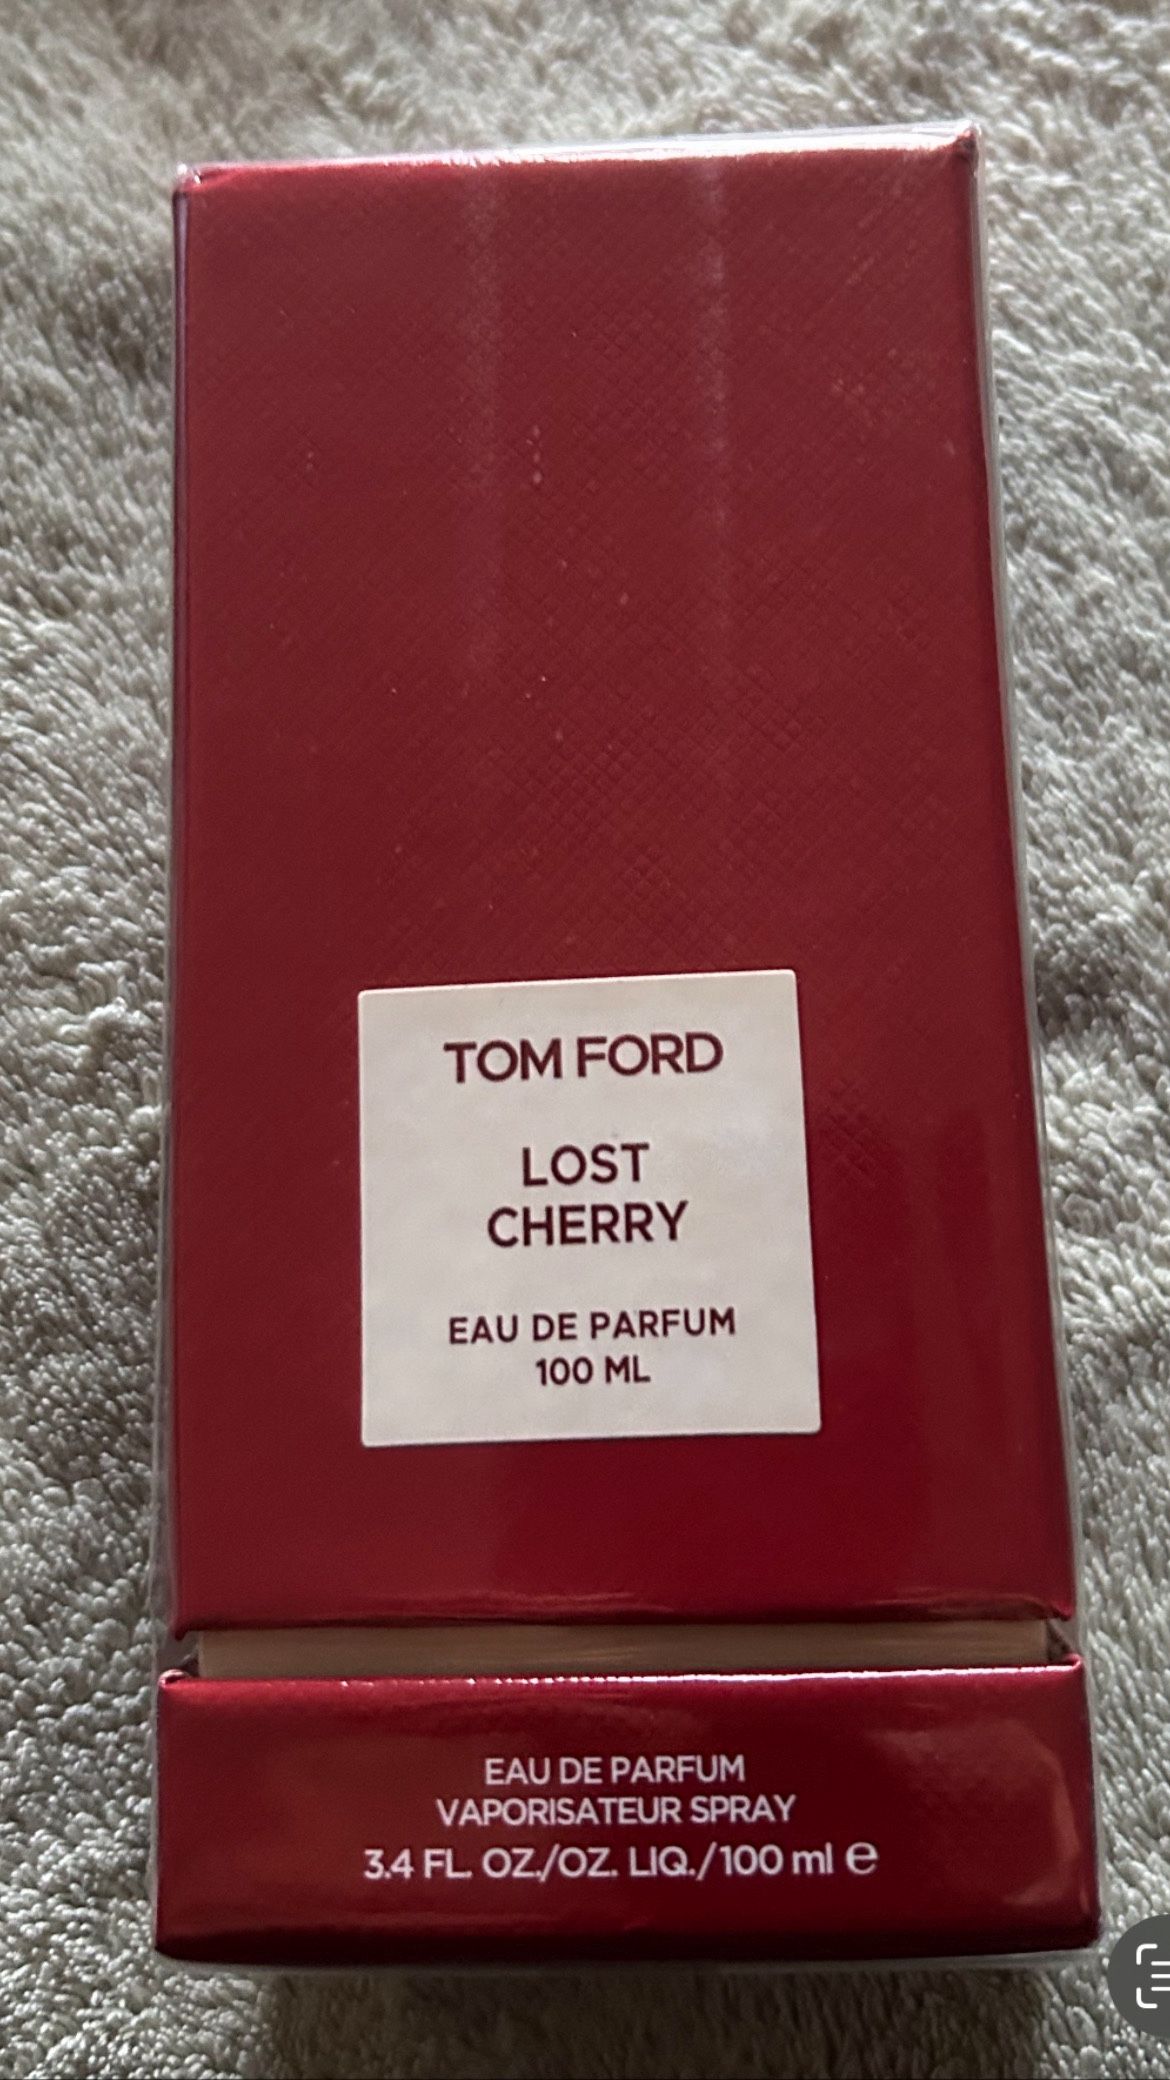 TOM FORD
LOST
CHERRY
EAU DE PARFUM
100 ML
EAU DE PARFUM
VAPORISATEUR SPRAY
3.4 FL. OZ./OZ. LIQ./100 ml ℮